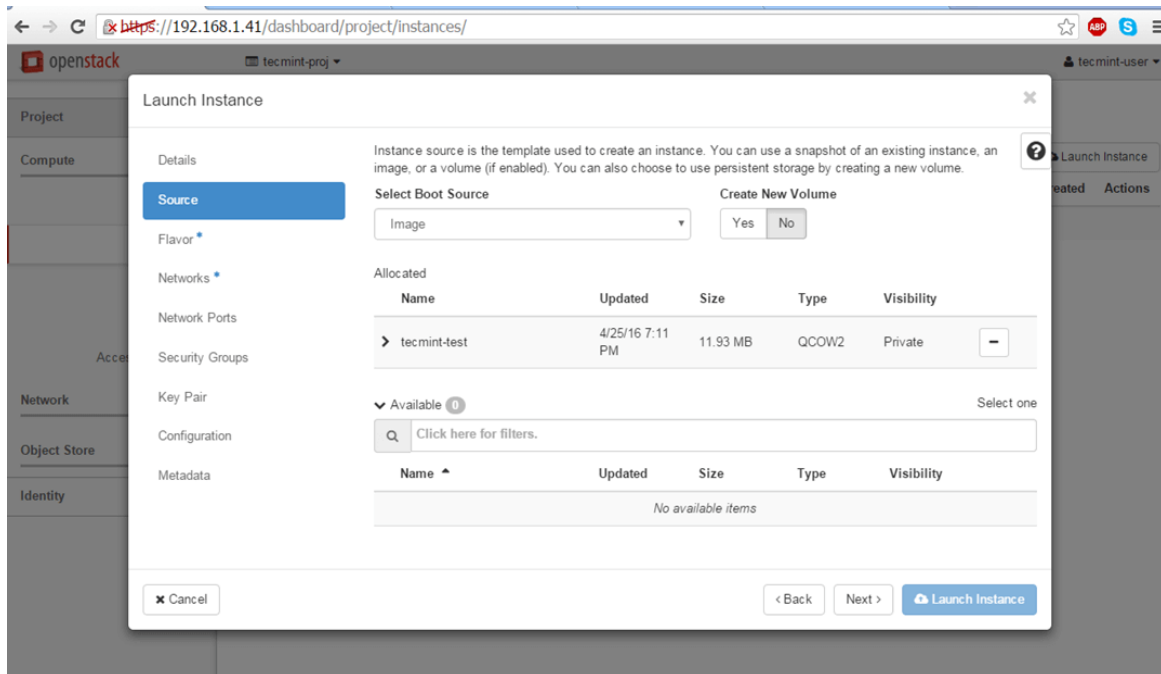 https://192.168.1.41/dashboard/project/instances/
ABP
S
openstack
tecmint-proj
tecmint-user
Launch Instance
Project
Compute
Acce
Network
Object Store
Identity
Launch Instance
eated Actions
Details
Source
Flavor *
Networks *
Network Ports
Security Groups
Key Pair
Configuration
Metadata
Instance source is the template used to create an instance. You can use a snapshot of an existing instance, an
image, or a volume (if enabled). You can also choose to use persistent storage by creating a new volume.
?
Select Boot Source Create New Volume
Image Yes No
Allocated
Name Updated Size Type Visibility
tecmint-test 4/25/16 7:11 PM 11.93 MB QCOW2 Private
Available 0 Select one
Click here for filters.
Name Updated Size Type Visibility
No available items
Cancel < Back Next > Launch Instance